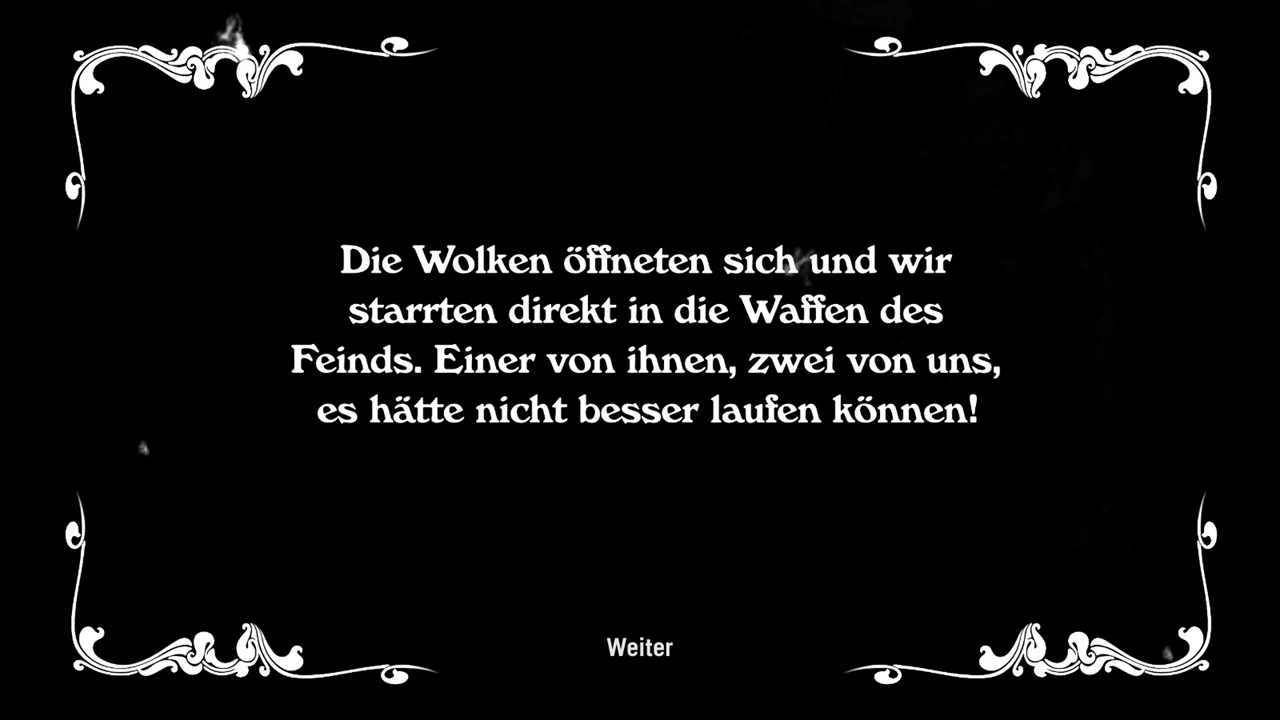 Die Wolken öffneten sich und wir
starrten direkt in die Waffen des
Feinds. Einer von ihnen, zwei von uns,
es hätte nicht besser laufen können!
Weiter